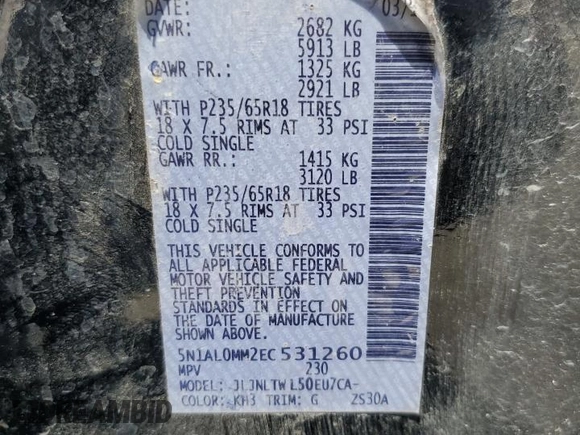 DATE: 03/
GVWR: 2682 KG
5913 LB
GAWR FR.: 1325 KG
2921 LB
WITH P235/65R18 TIRES
18 X 7.5 RIMS AT 33 PSI
COLD SINGLE
GAWR RR.: 1415 KG
3120 LB
WITH P235/65R18 TIRES
18 X 7.5 RIMS AT 33 PSI
COLD SINGLE
THIS VEHICLE CONFORMS TO
ALL APPLICABLE FEDERAL
MOTOR VEHICLE SAFETY AND
THEFT PREVENTION
STANDARDS IN EFFECT ON
THE DATE OF MANUFACTURE
SHOWN ABOVE.
5N1AL0MM2EC531260
MPV 230
MODEL: JLJNLTWL50EU7CA-
COLOR: KH3 TRIM: G ZS30A